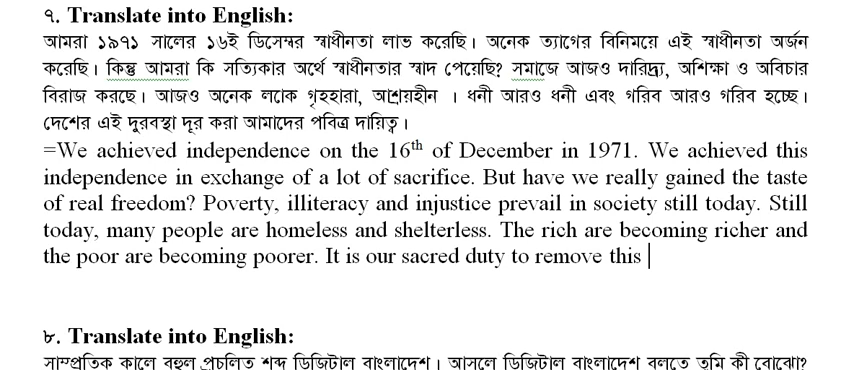 ৭. Translate into English:
আমরা ১৯৭১ সালের ১৬ই ডিসেম্বর স্বাধীনতা লাভ করেছি। অনেক ত্যাগের বিনিময়ে এই স্বাধীনতা অর্জন
করেছি। কিন্তু আমরা কি সত্যিকার অর্থে স্বাধীনতার স্বাদ পেয়েছি? সমাজে আজও দারিদ্র্য, অশিক্ষা ও অবিচার
বিরাজ করছে। আজও অনেক লোক গৃহহারা, আশ্রয়হীন । ধনী আরও ধনী এবং গরিব আরও গরিব হচ্ছে।
দেশের এই দুরবস্থা দূর করা আমাদের পবিত্র দায়িত্ব।
=We achieved independence on the 16th of December in 1971. We achieved this
independence in exchange of a lot of sacrifice. But have we really gained the taste
of real freedom? Poverty, illiteracy and injustice prevail in society still today. Still
today, many people are homeless and shelterless. The rich are becoming richer and
the poor are becoming poorer. It is our sacred duty to remove this
৮. Translate into English:
সাম্প্রতিক কালে বহুল প্রচলিত শব্দ ডিজিটাল বাংলাদেশ। আসলে ডিজিটাল বাংলাদেশ বলতে তুমি কী বোঝো?